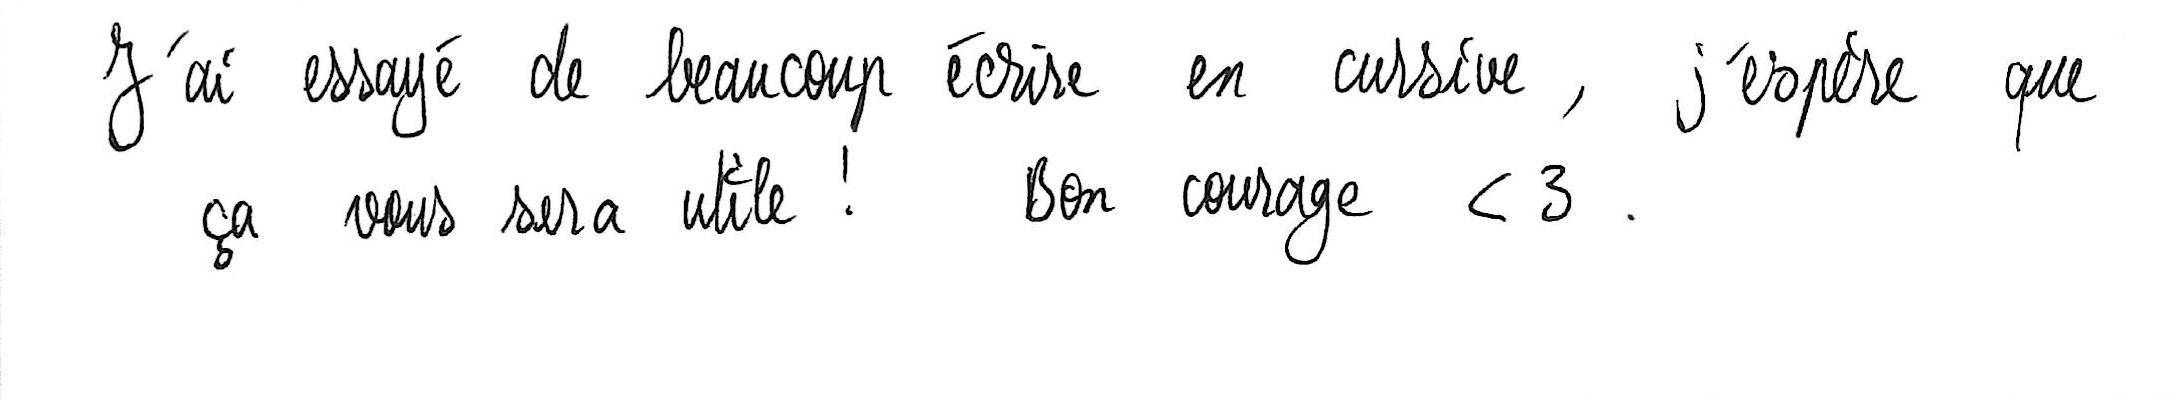 J'ai essayé de beaucoup écrire en cursive, j'espère que
ça vous sera utile ! Bon courage <3.